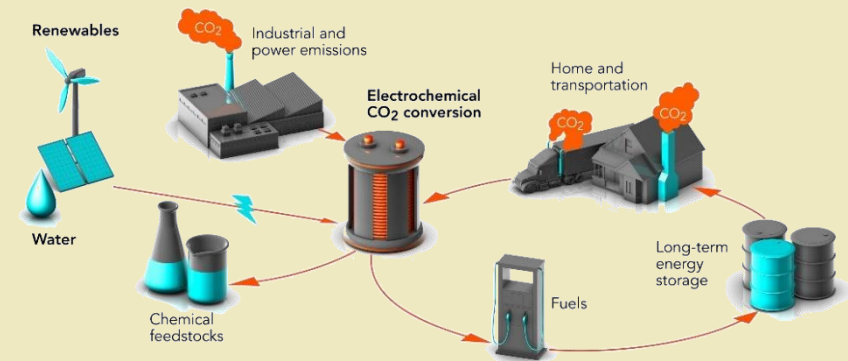 Renewables
CO2
Industrial and
power emissions
Electrochemical
CO2 conversion
Home and
transportation
CO2
CO2
Water
Chemical
feedstocks
Fuels
Long-term
energy
storage